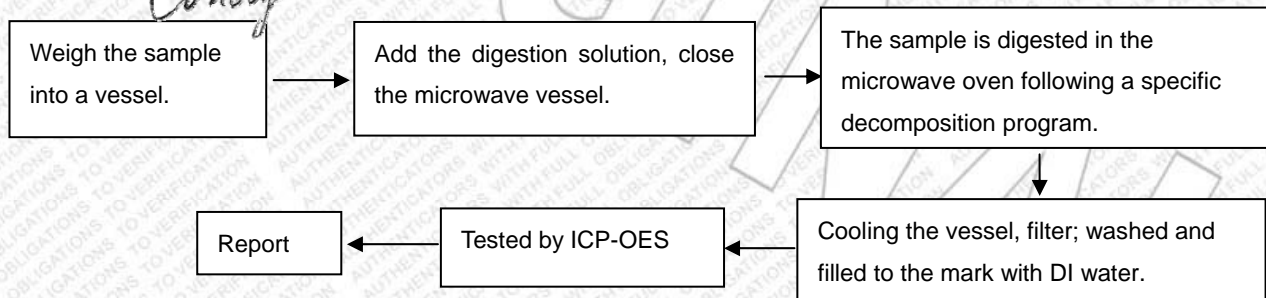 Weigh the sample
into a vessel.
Add the digestion solution, close
the microwave vessel.
The sample is digested in the
microwave oven following a specific
decomposition program.
Cooling the vessel, filter; washed and
filled to the mark with DI water.
Tested by ICP-OES
Report